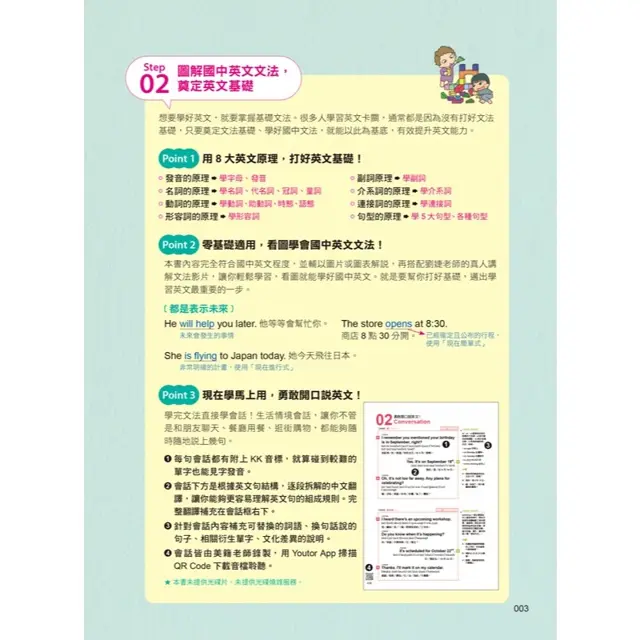 Step
02
圖解國中英文文法，
奠定英文基礎
想要學好英文，就要掌握基礎文法。很多人學習英文卡關，通常都是因為沒有打好文法
基礎，只要奠定文法基礎、學好國中文法，就能以此為基底，有效提升英文能力。
Point 1 用 8 大英文原理，打好英文基礎！
發音的原理 ➨ 學字母、發音
副詞原理 ➨ 學副詞
名詞的原理 ➨ 學名詞、代名詞、冠詞、量詞
介系詞的原理 ➨ 學介系詞
動詞的原理 ➨ 學動詞、助動詞、時態、語態
連接詞的原理 ➨ 學連接詞
形容詞的原理 ➨ 學形容詞
句型的原理 ➨ 學 5 大句型、各種句型
Point 2 零基礎適用，看圖學會國中英文文法！
本書內容完全符合國中英文程度，並輔以圖片或圖表解說，再搭配劉婕老師的真人講
解文法影片，讓你輕鬆學習、看圖就能學好國中英文。就是要幫你打好基礎，邁出學
習英文最重要的一步。
〔都是表示未來〕
He will help you later. 他等等會幫忙你。
未來會發生的事情
The store opens at 8:30.
商店 8 點 30 分開。
已經確定且公布的行程，
使用「現在簡單式」
She is flying to Japan today. 她今天飛往日本。
非常明確的計畫，使用「現在進行式」
Point 3 現在學馬上用，勇敢開口說英文！
學完文法直接學會話！生活情境會話，讓你不管
是和朋友聊天、餐廳用餐、逛街購物，都能夠隨
時隨地說上幾句。
❶ 每句會話都有附上 KK 音標，就算碰到較難的
單字也能見字發音。
❷ 會話下方是根據英文句結構，逐段拆解的中文翻
譯，讓你能夠更容易理解英文句的組成規則。完
整翻譯補充在會話框右下。
❸ 針對會話內容補充可替換的詞語、換句話說的
句子、相關衍生單字、文化差異的說明。
❹ 會話皆由美籍老師錄製，用 Youtor App 掃描
QR Code 下載音檔聆聽。
★ 本書未提供光碟片，未提供光碟燒錄服務。
02
Conversation
I remember you mentioned your birthday
is in September, right?
Yes. It's on September 16th.
Oh, it's not too far away. Any plans for
celebrating?
I heard there's an upcoming workshop.
Do you know when it's happening?
It's scheduled for October 22nd.
Thanks. I'll mark it on my calendar.
003